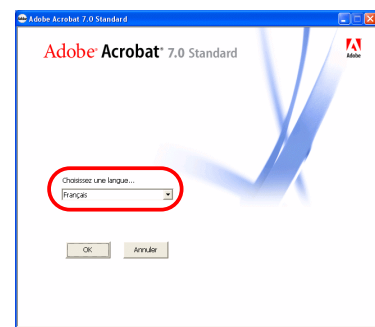 Adobe Acrobat 7.0 Standard
Adobe® Acrobat® 7.0 Standard
Adobe
Choisissez une langue...
Français
OK
Annuler